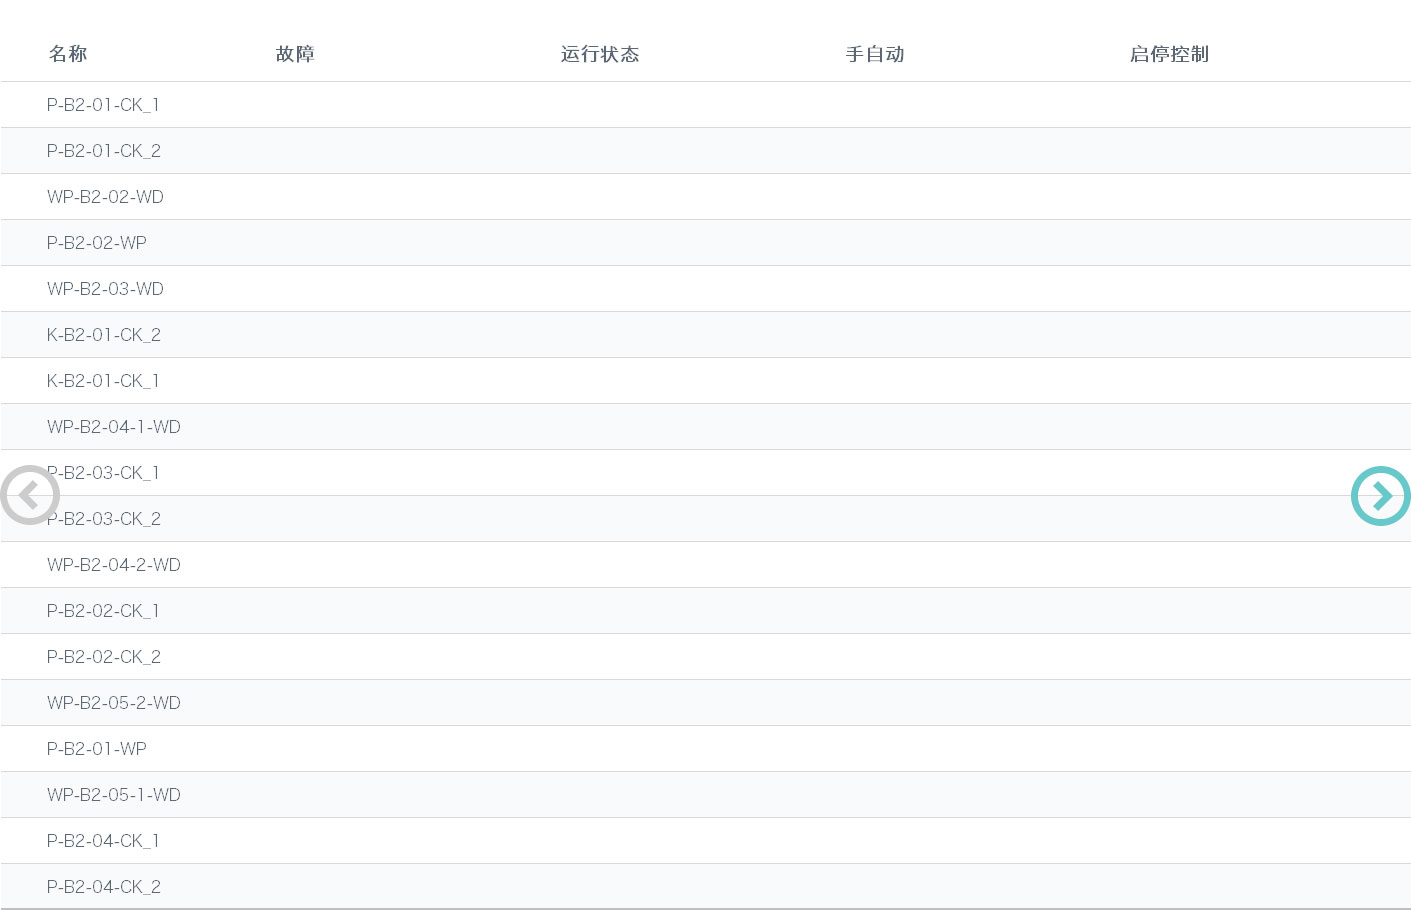 名称 故障 运行状态 手自动 启停控制
P-B2-01-CK_1
P-B2-01-CK_2
WP-B2-02-WD
P-B2-02-WP
WP-B2-03-WD
K-B2-01-CK_2
K-B2-01-CK_1
WP-B2-04-1-WD
P-B2-03-CK_1
P-B2-03-CK_2
WP-B2-04-2-WD
P-B2-02-CK_1
P-B2-02-CK_2
WP-B2-05-2-WD
P-B2-01-WP
WP-B2-05-1-WD
P-B2-04-CK_1
P-B2-04-CK_2